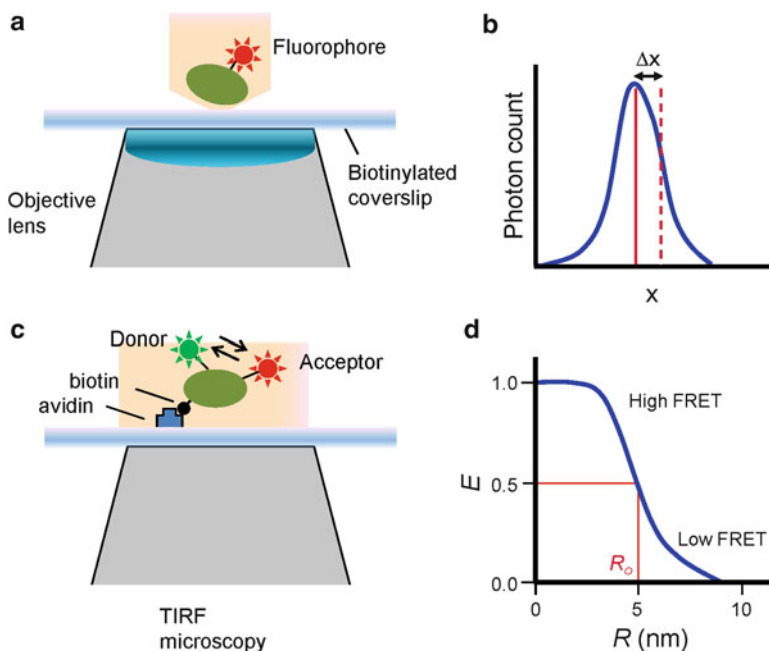 a
Fluorophore
Objective
lens
Biotinylated
coverslip
b
Δx
Photon count
x
c
Donor
Acceptor
biotin
avidin
TIRF
microscopy
d
1.0
High FRET
E
0.5
Low FRET
Ro
0.0
0
5
10
R (nm)